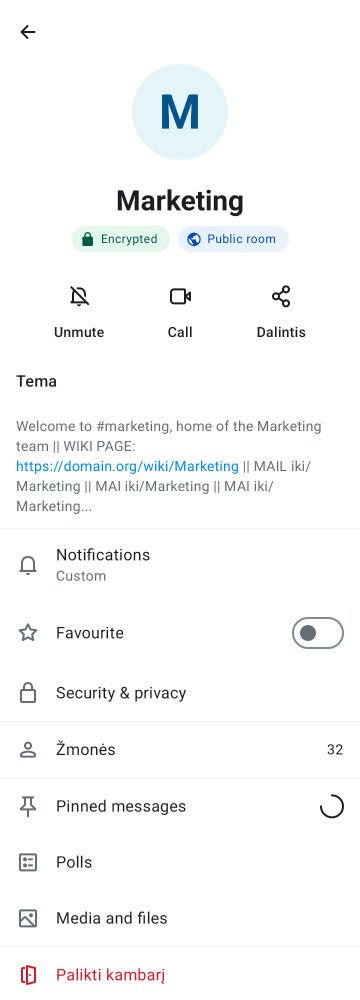 M
Marketing
Encrypted
Public room
Unmute
Call
Dalintis
Tema
Welcome to #marketing, home of the Marketing
team || WIKI PAGE:
https://domain.org/wiki/Marketing || MAIL iki/
Marketing || MAI iki/Marketing || MAI iki/
Marketing...
Notifications
Custom
Favourite
Security & privacy
Žmonės 32
Pinned messages
Polls
Media and files
Palikti kambarį